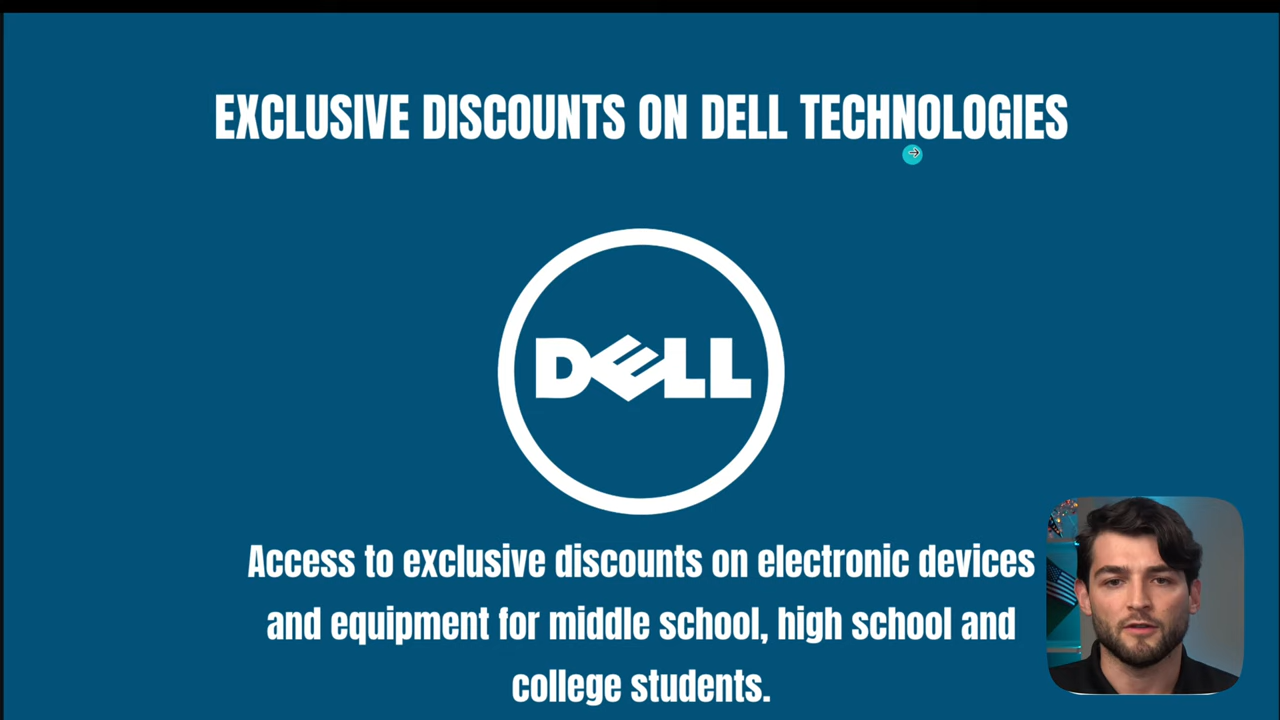 EXCLUSIVE DISCOUNTS ON DELL TECHNOLOGIES
DELL
Access to exclusive discounts on electronic devices
and equipment for middle school, high school and
college students.